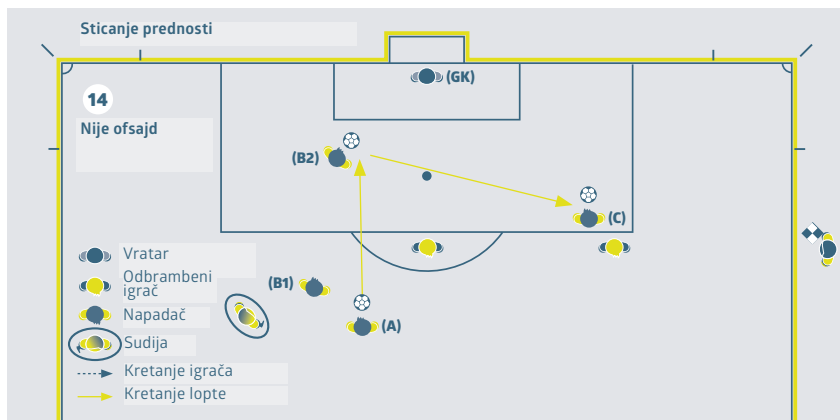 Sticanje prednosti
(GK)
14
Nije ofsajd
(B2)
(C)
Vratar
Odbrambeni
igrač
(B1)
Napadač
(A)
Sudija
Kretanje igrača
Kretanje lopte